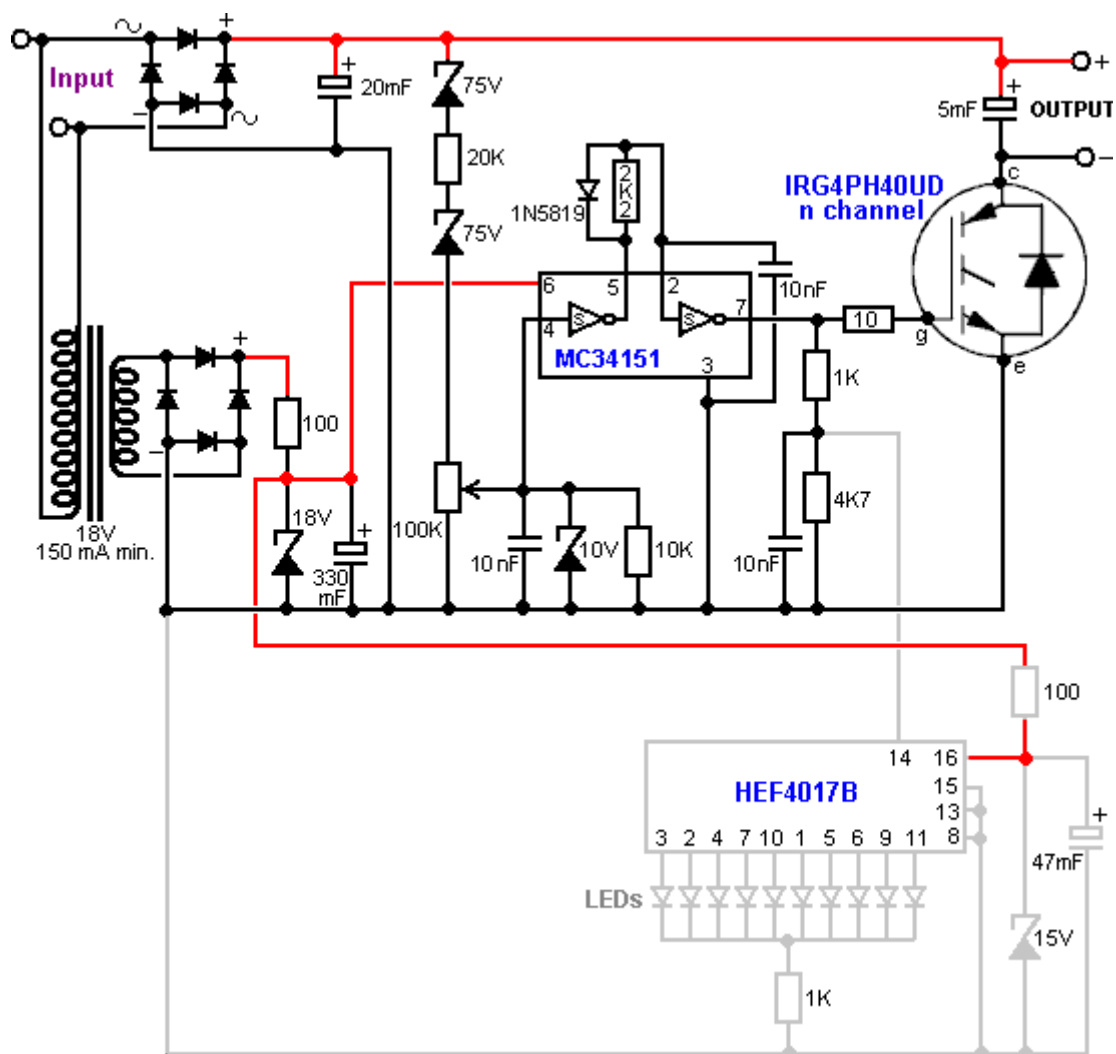 +
+
Input
+
20mF
75V
+
5mF
OUTPUT
−
−
20K
2K2
c
IRG4PH40UD
n channel
1N5819
75V
10nF
6
5
2
7
4
S
S
10
g
MC34151
3
1K
e
+
100
−
4K7
18V
150 mA min.
18V
+
100K
10nF
10V
10K
10nF
330
mF
100
14
16
HEF4017B
15
13
8
+
3
2
4
7
10
1
5
6
9
11
47mF
LEDs
15V
1K